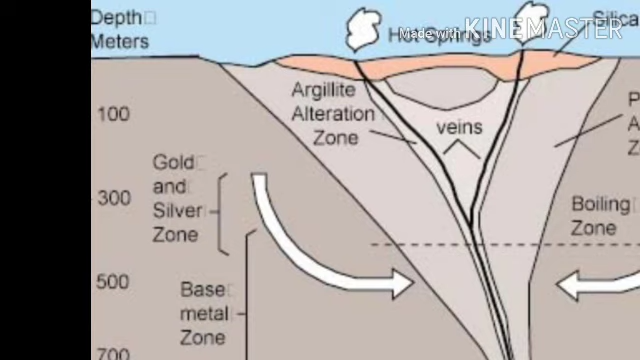 Depth
Meters
Hot Springs
Made with KINEMASTER
Silica
Argillite
Alteration
Zone
100
veins
P
A
Z
Gold
and
Silver
Zone
300
Boiling
Zone
500
Base
metal
Zone
700